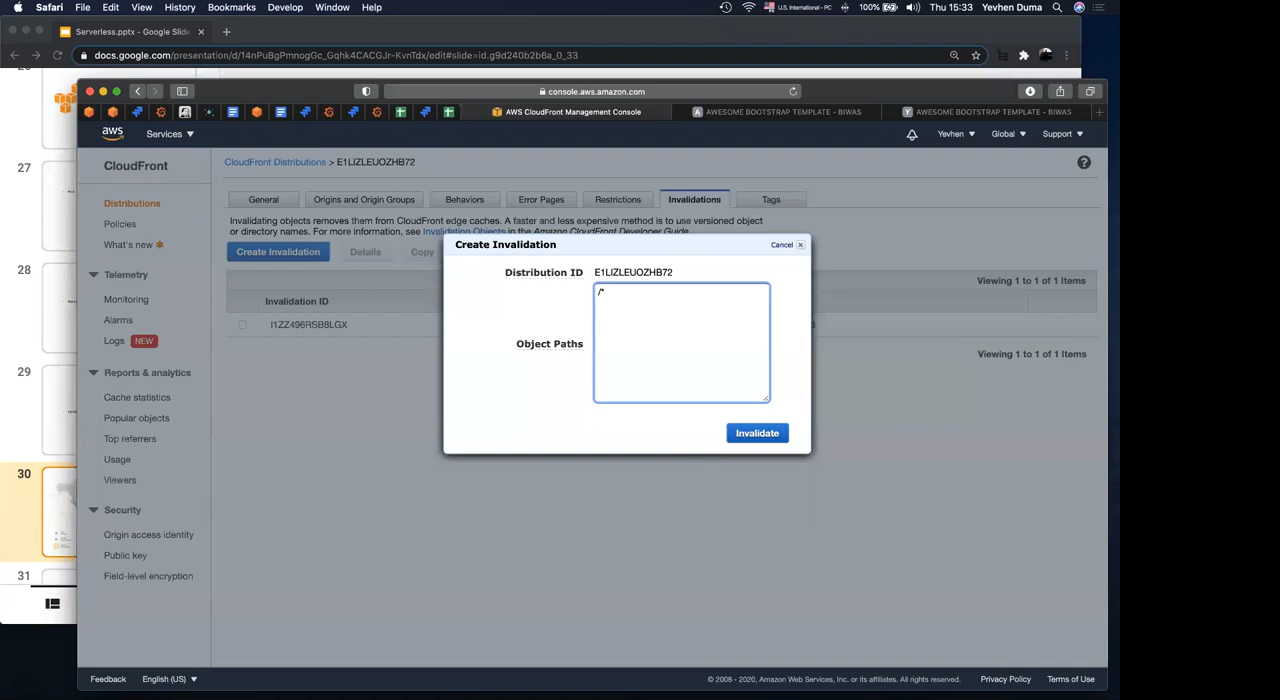 Safari File Edit View History Bookmarks Develop Window Help U.S. International - PC 100% Thu 15:33 Yevhen Duma
Serverless.pptx - Google Slide
docs.google.com/presentation/d/14nPuBgPmnogGc_Gqhk4CACGJr-KvnTdx/edit#slide=id.g9d240b2b6a_0_33
console.aws.amazon.com
AWS CloudFront Management Console
AWESOME BOOTSTRAP TEMPLATE - BIWAS
AWESOME BOOTSTRAP TEMPLATE - BIWAS
aws Services Yevhen Global Support
CloudFront
CloudFront Distributions > E1LIZLEUOZHB72
27
28
29
30
31
Distributions
Policies
What's new
Telemetry
Monitoring
Alarms
Logs NEW
Reports & analytics
Cache statistics
Popular objects
Top referrers
Usage
Viewers
Security
Origin access identity
Public key
Field-level encryption
General Origins and Origin Groups Behaviors Error Pages Restrictions Invalidations Tags
Invalidating objects removes them from CloudFront edge caches. A faster and less expensive method is to use versioned object
or directory names. For more information, see Invalidating Objects in the Amazon CloudFront Developer Guide.
Create Invalidation Details Copy
Viewing 1 to 1 of 1 Items
Invalidation ID
I1ZZ496RSB8LGX
Viewing 1 to 1 of 1 Items
Create Invalidation Cancel
Distribution ID E1LIZLEUOZHB72
Object Paths
/*
Invalidate
Feedback English (US) © 2008 - 2020, Amazon Web Services, Inc. or its affiliates. All rights reserved. Privacy Policy Terms of Use